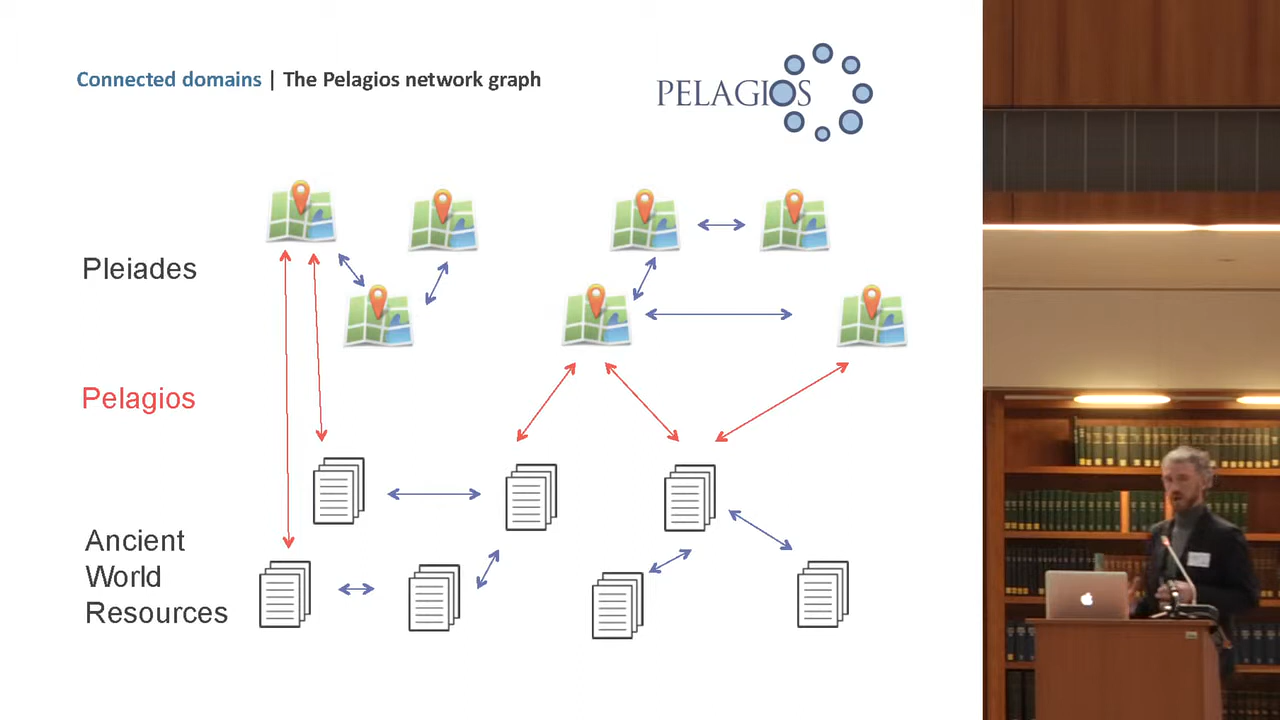 Connected domains | The Pelagios network graph
PELAGIOS
Pleiades
Pelagios
Ancient
World
Resources